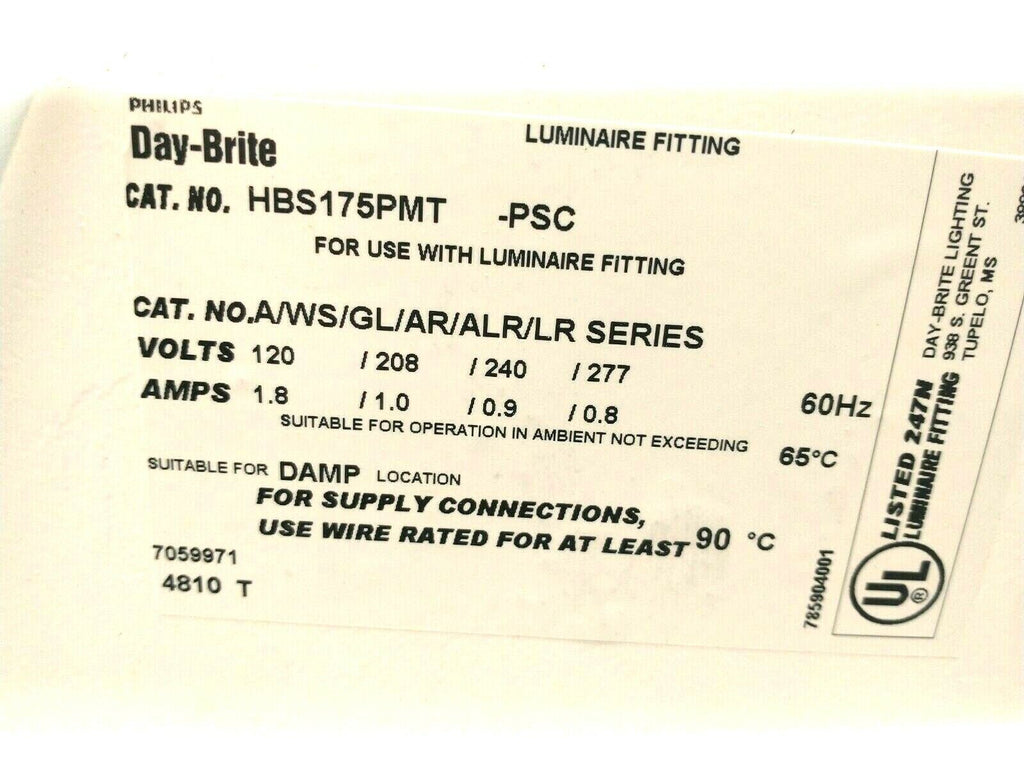 PHILIPS
Day-Brite
LUMINAIRE FITTING
CAT. NO. HBS175PMT -PSC
FOR USE WITH LUMINAIRE FITTING
CAT. NO. A/WS/GL/AR/ALR/LR SERIES
VOLTS 120 / 208 / 240 / 277
AMPS 1.8 / 1.0 / 0.9 / 0.8 60Hz
SUITABLE FOR OPERATION IN AMBIENT NOT EXCEEDING 65°C
SUITABLE FOR DAMP LOCATION
FOR SUPPLY CONNECTIONS,
USE WIRE RATED FOR AT LEAST 90 °C
7059971
4810 T
785904001
UL ®
LISTED 247N
LUMINAIRE FITTING
DAY-BRITE LIGHTING
938 S. GREENT ST.
TUPELO, MS